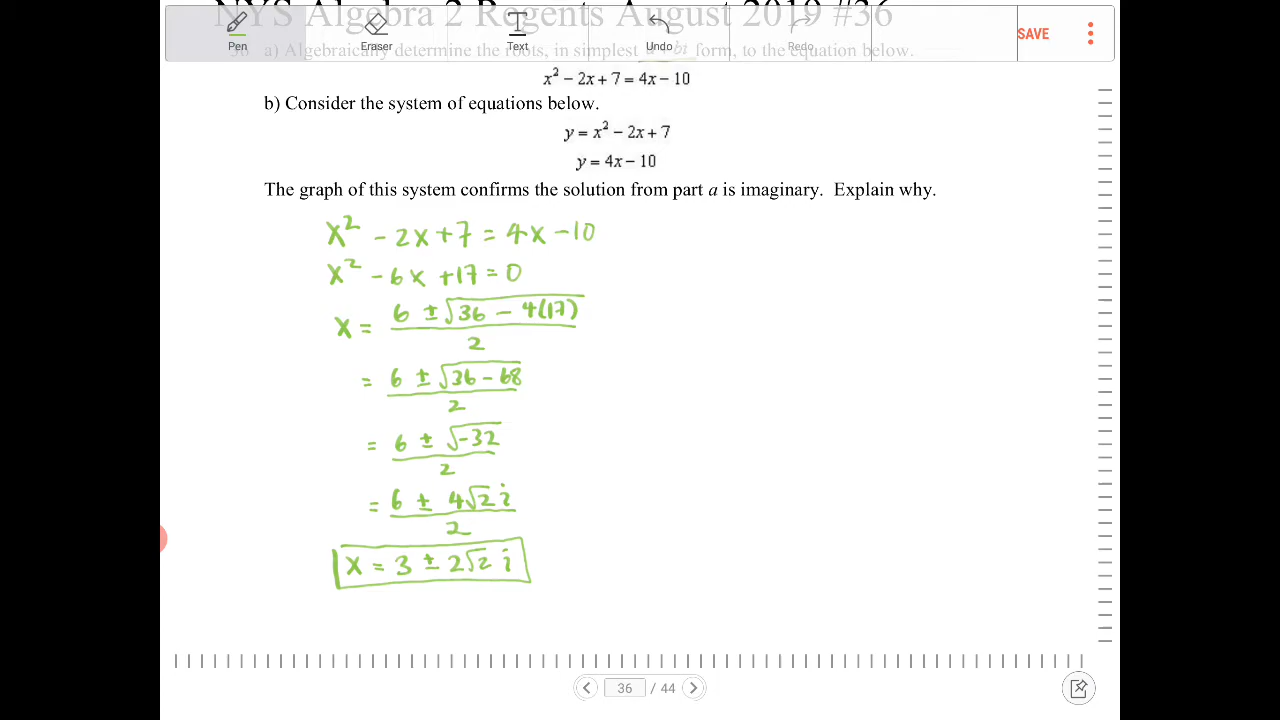 NYS Algebra 2 Regents August 2019 #36
Pen
Eraser
Text
Undo
Redo
SAVE
36 a) Algebraically determine the roots, in simplest a + bi form, to the equation below.
x² − 2x + 7 = 4x − 10
b) Consider the system of equations below.
y = x² − 2x + 7
y = 4x − 10
The graph of this system confirms the solution from part a is imaginary. Explain why.
x² - 2x + 7 = 4x - 10
x² - 6x + 17 = 0
x = (6 ± √(36 - 4(17))) / 2
= (6 ± √(36 - 68)) / 2
= (6 ± √(-32)) / 2
= (6 ± 4√2 i) / 2
x = 3 ± 2√2 i
36 / 44